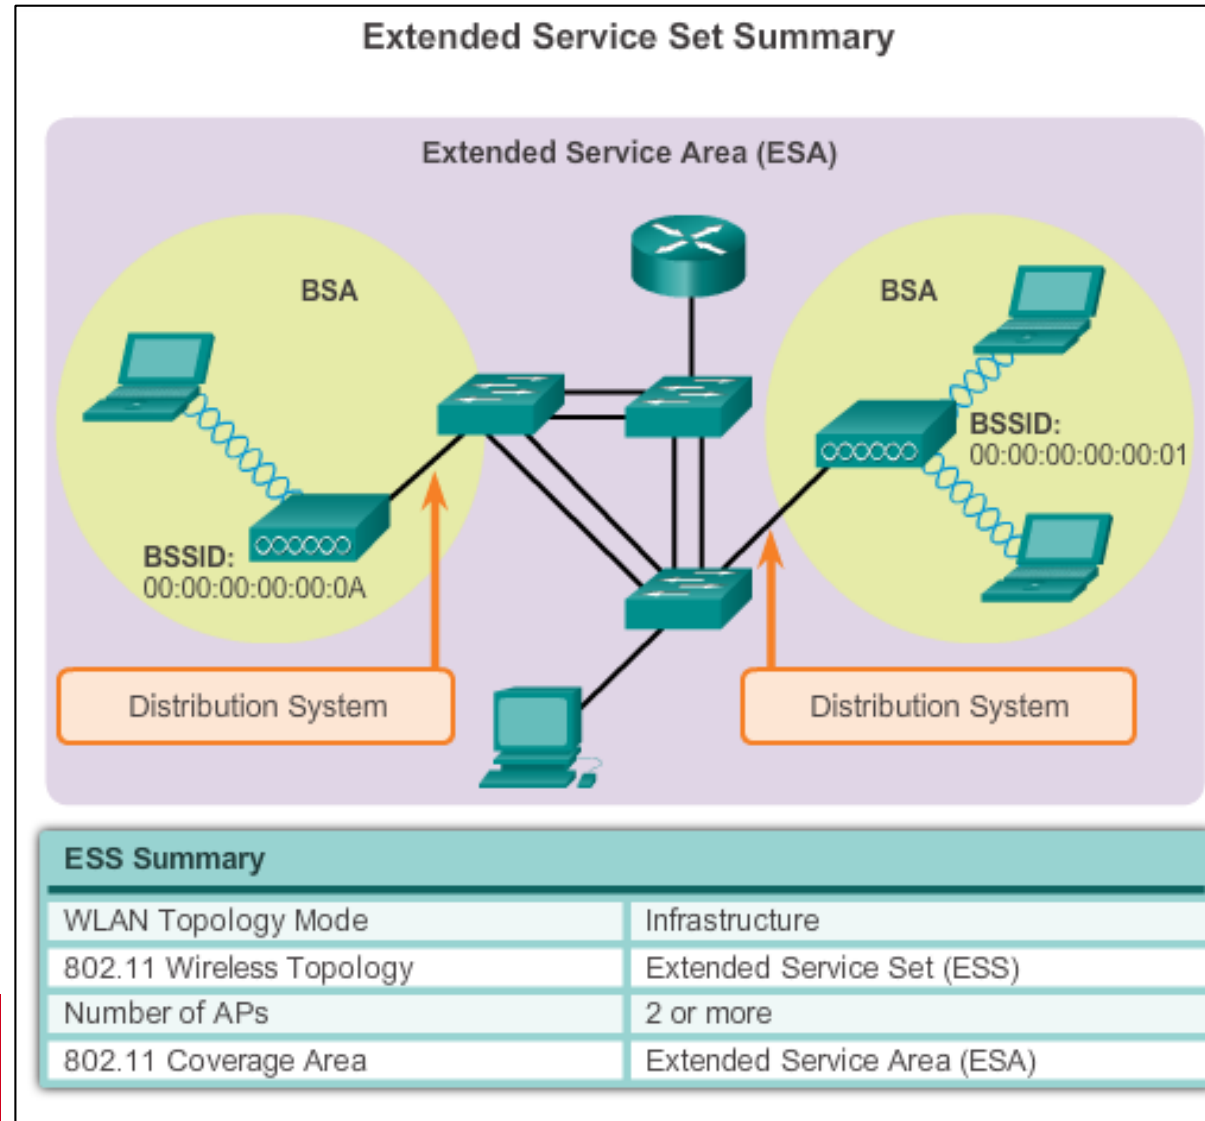 Extended Service Set Summary
Extended Service Area (ESA)
BSA
BSSID:
00:00:00:00:00:0A
BSA
BSSID:
00:00:00:00:00:01
Distribution System
Distribution System
ESS Summary
WLAN Topology Mode Infrastructure
802.11 Wireless Topology Extended Service Set (ESS)
Number of APs 2 or more
802.11 Coverage Area Extended Service Area (ESA)